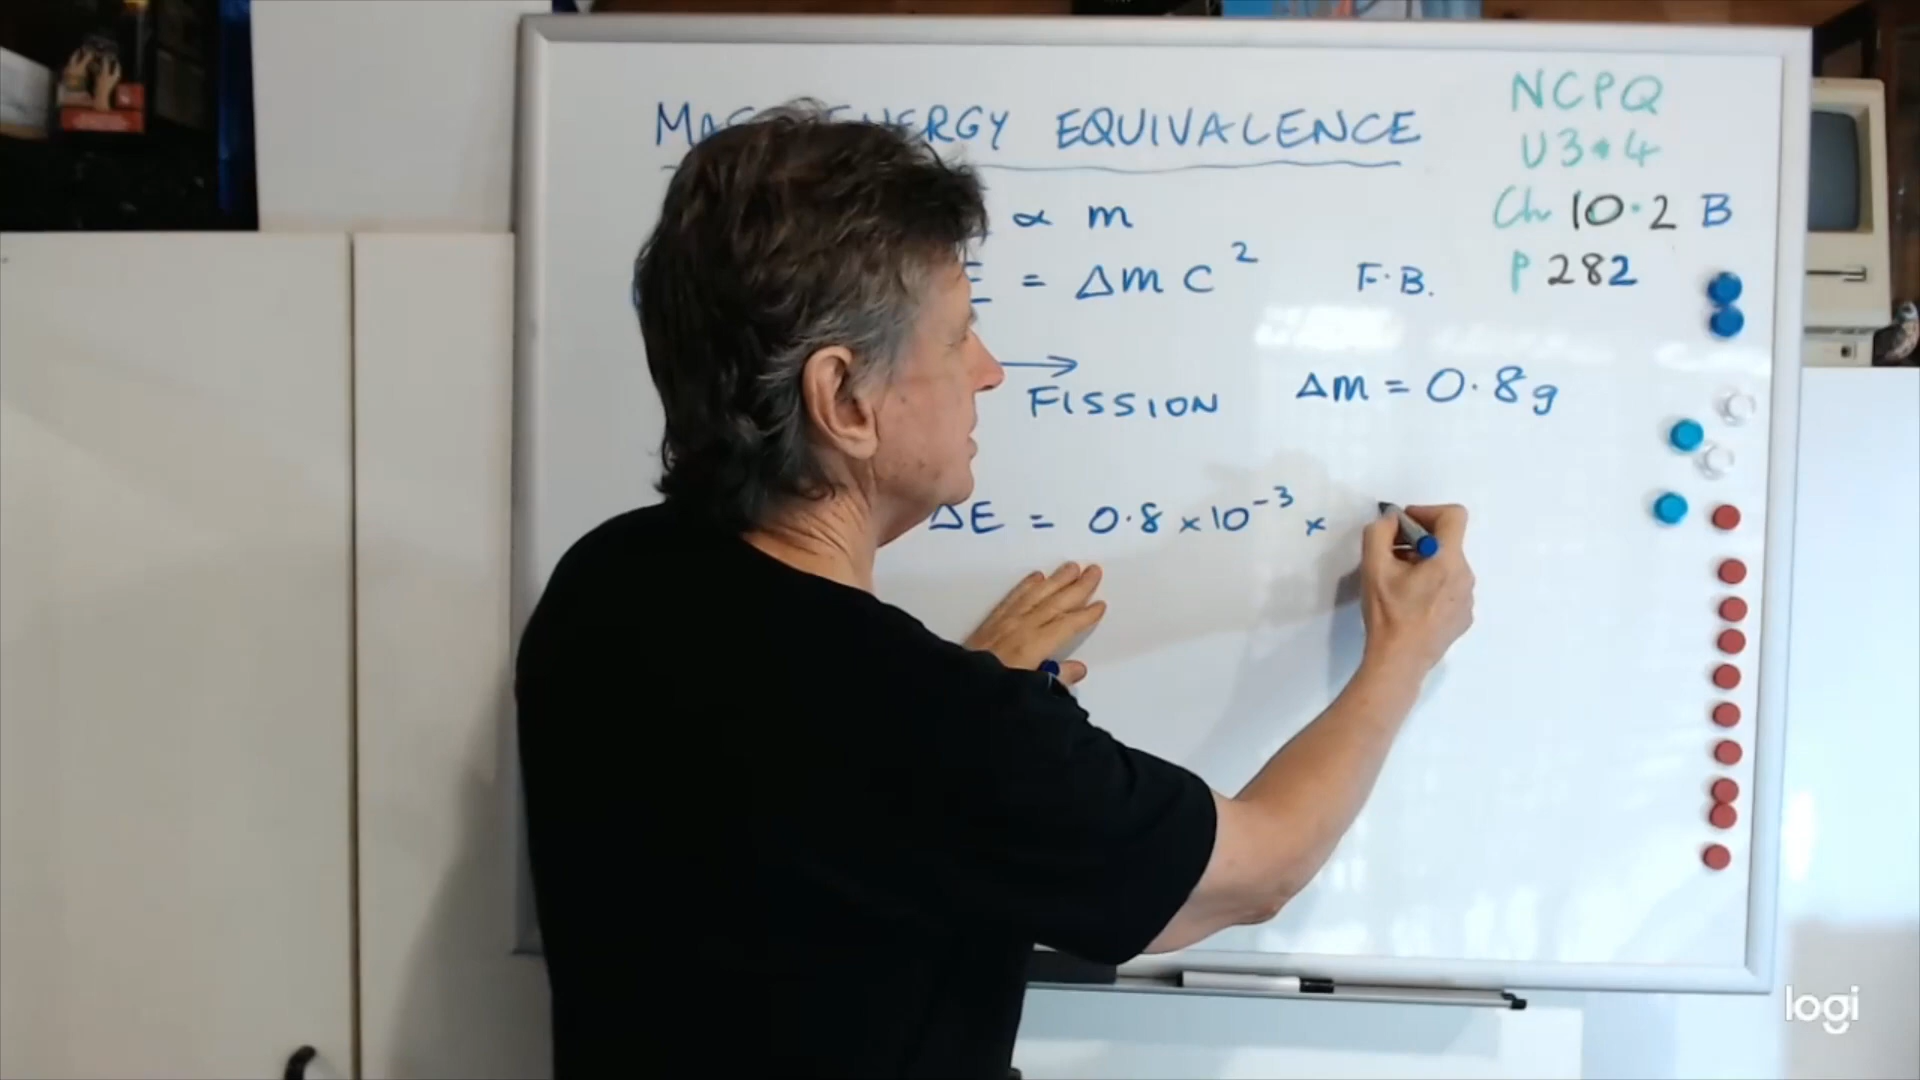 ENERGY EQUIVALENCE
∝ m
E = Δm c²
F.B.
→
FISSION
Δm = 0.8g
ΔE = 0.8 × 10⁻³ ×
NCPQ
U3+4
Ch 10.2 B
P 282
logi